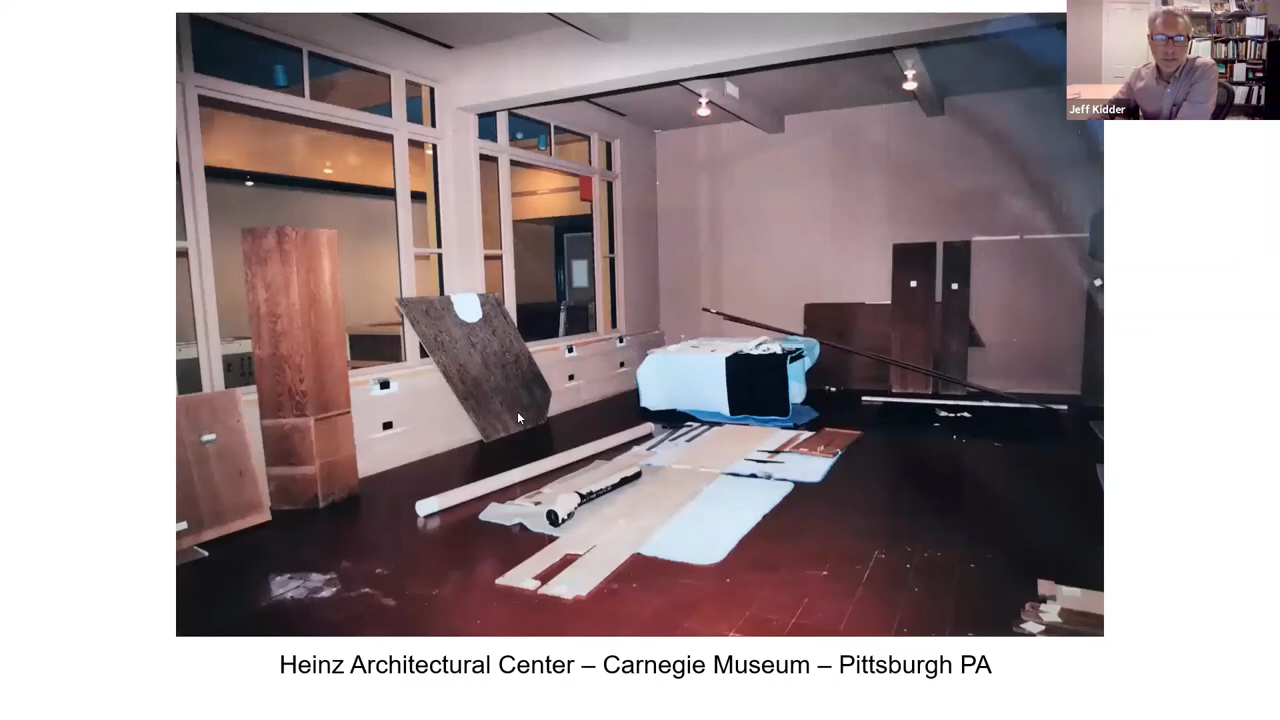 Jeff Kidder
Heinz Architectural Center – Carnegie Museum – Pittsburgh PA